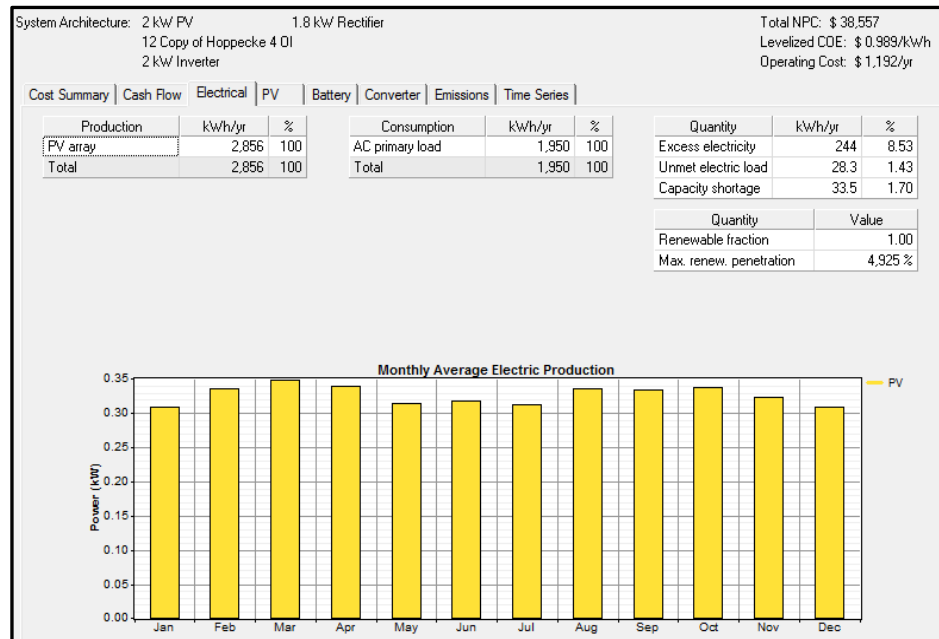 System Architecture: 2 kW PV 1.8 kW Rectifier Total NPC: $ 38,557
12 Copy of Hoppecke 4 OI Levelized COE: $ 0.989/kWh
2 kW Inverter Operating Cost: $ 1,192/yr
Cost Summary Cash Flow Electrical PV Battery Converter Emissions Time Series
Production kWh/yr % Consumption kWh/yr % Quantity kWh/yr %
PV array 2,856 100 AC primary load 1,950 100 Excess electricity 244 8.53
Total 2,856 100 Total 1,950 100 Unmet electric load 28.3 1.43
Capacity shortage 33.5 1.70
Quantity Value
Renewable fraction 1.00
Max. renew. penetration 4,925 %
Monthly Average Electric Production
PV
Power (kW)
0.35
0.30
0.25
0.20
0.15
0.10
0.05
0.00
Jan Feb Mar Apr May Jun Jul Aug Sep Oct Nov Dec